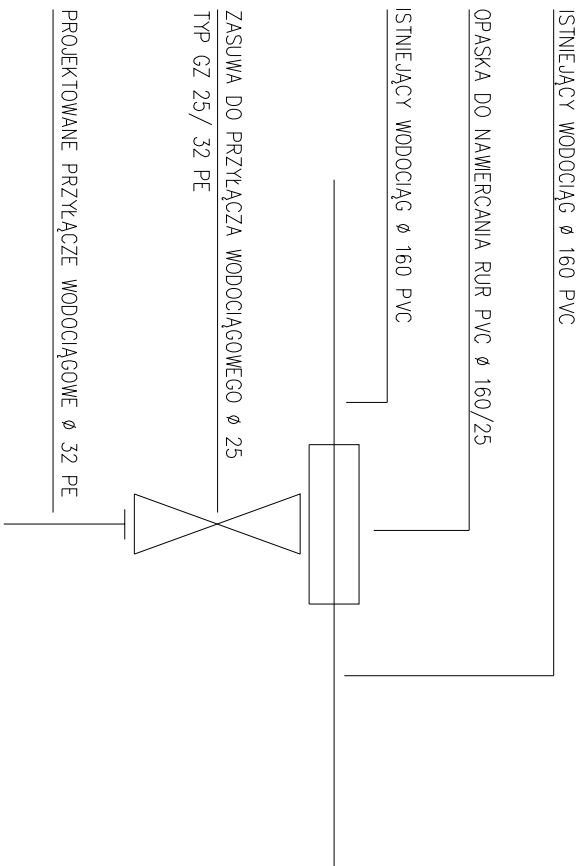 ISTNIEJĄCY WODOCIĄG Ø 160 PVC
OPASKA DO NAWIERCANIA RUR PVC Ø 160/25
ISTNIEJĄCY WODOCIĄG Ø 160 PVC
ZASUWA DO PRZYŁĄCZA WODOCIĄGOWEGO Ø 25
TYP GZ 25/ 32 PE
PROJEKTOWANE PRZYŁĄCZE WODOCIĄGOWE Ø 32 PE